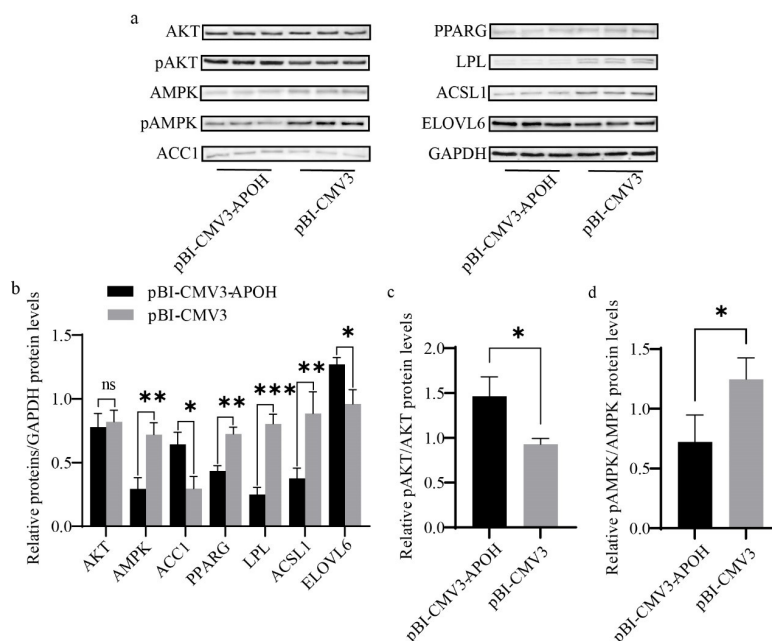 a
AKT
pAKT
AMPK
pAMPK
ACC1
pBI-CMV3-APOH
pBI-CMV3
PPARG
LPL
ACSL1
ELOVL6
GAPDH
pBI-CMV3-APOH
pBI-CMV3
b
pBI-CMV3-APOH
pBI-CMV3
Relative proteins/GAPDH protein levels
1.5
1.0
0.5
0.0
ns
**
*
**
***
**
*
AKT
AMPK
ACC1
PPARG
LPL
ACSL1
ELOVL6
c
Relative pAKT/AKT protein levels
2.0
1.5
1.0
0.5
0.0
*
pBI-CMV3-APOH
pBI-CMV3
d
Relative pAMPK/AMPK protein levels
1.5
1.0
0.5
0.0
*
pBI-CMV3-APOH
pBI-CMV3